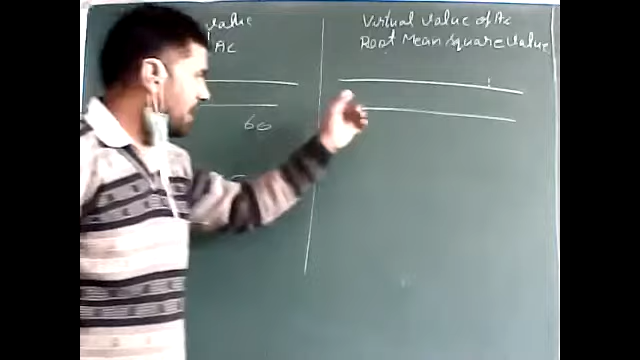 value
Ac
60
Virtual value of Ac
Root Mean square value